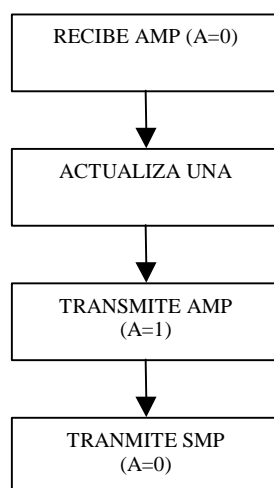 RECIBE AMP (A=0)
ACTUALIZA UNA
TRANSMITE AMP
(A=1)
TRANMITE SMP
(A=0)